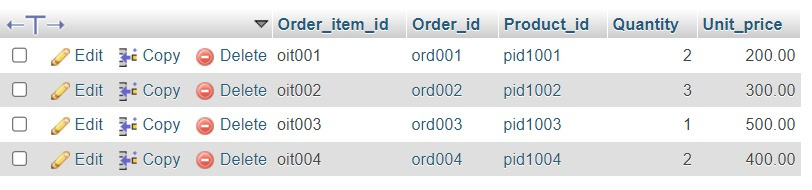 Order_item_id Order_id Product_id Quantity Unit_price
Edit Copy Delete oit001 ord001 pid1001 2 200.00
Edit Copy Delete oit002 ord002 pid1002 3 300.00
Edit Copy Delete oit003 ord003 pid1003 1 500.00
Edit Copy Delete oit004 ord004 pid1004 2 400.00